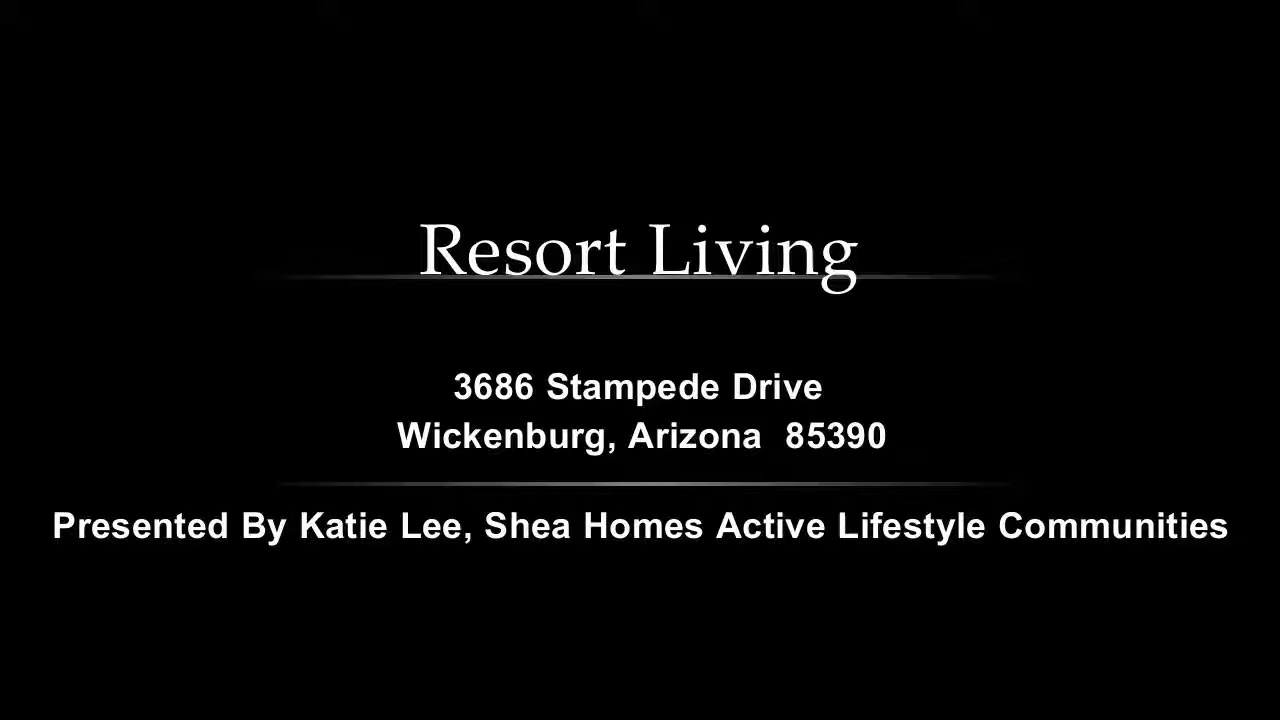 Resort Living
3686 Stampede Drive
Wickenburg, Arizona  85390
Presented By Katie Lee, Shea Homes Active Lifestyle Communities